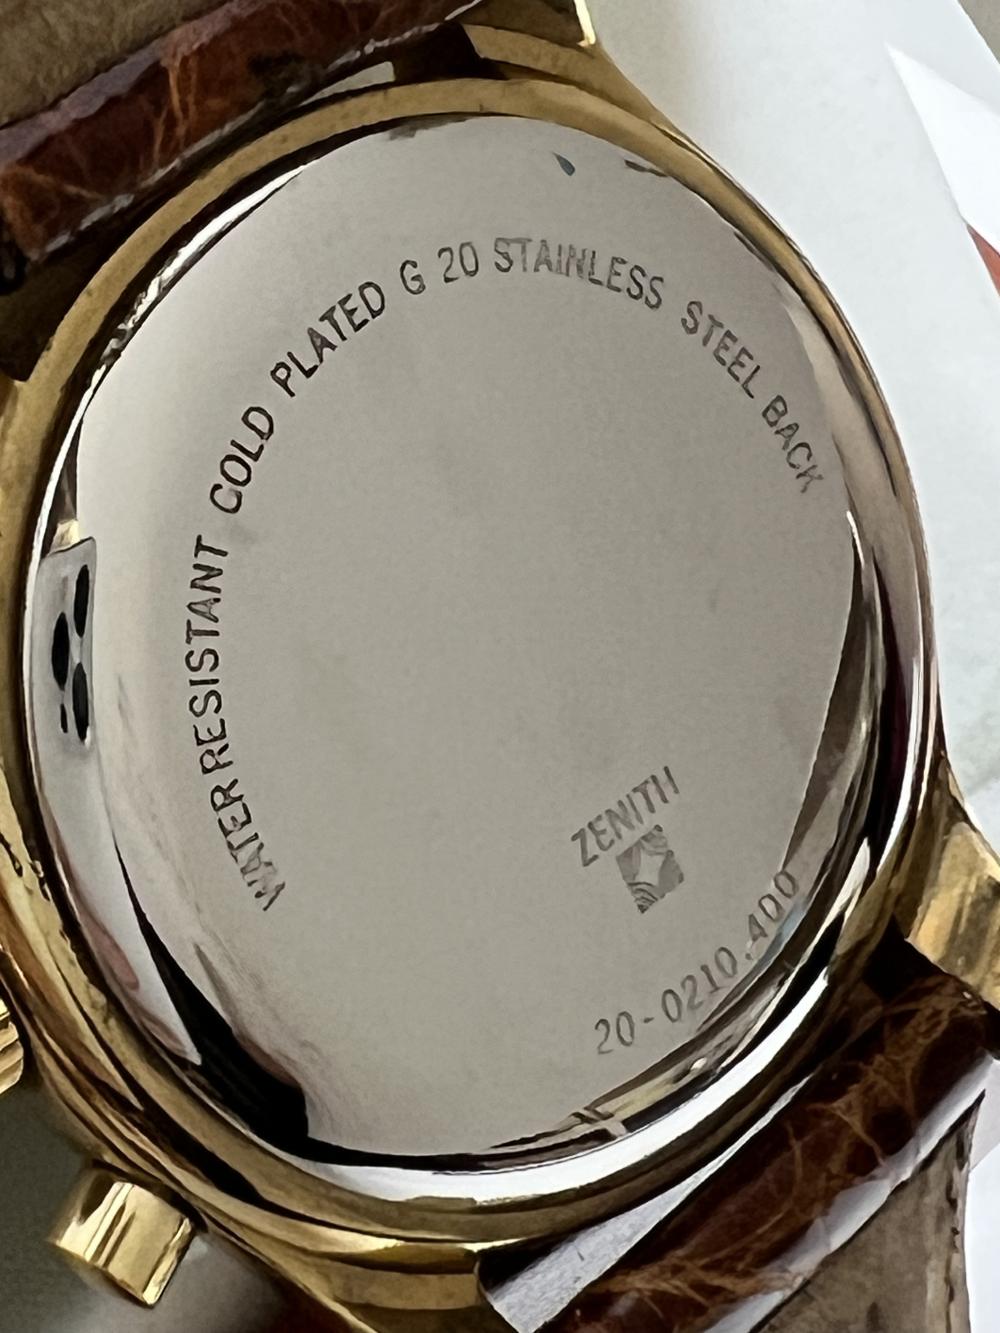 WATER RESISTANT GOLD PLATED G 20 STAINLESS STEEL BACK
ZENITH
20-0210.400